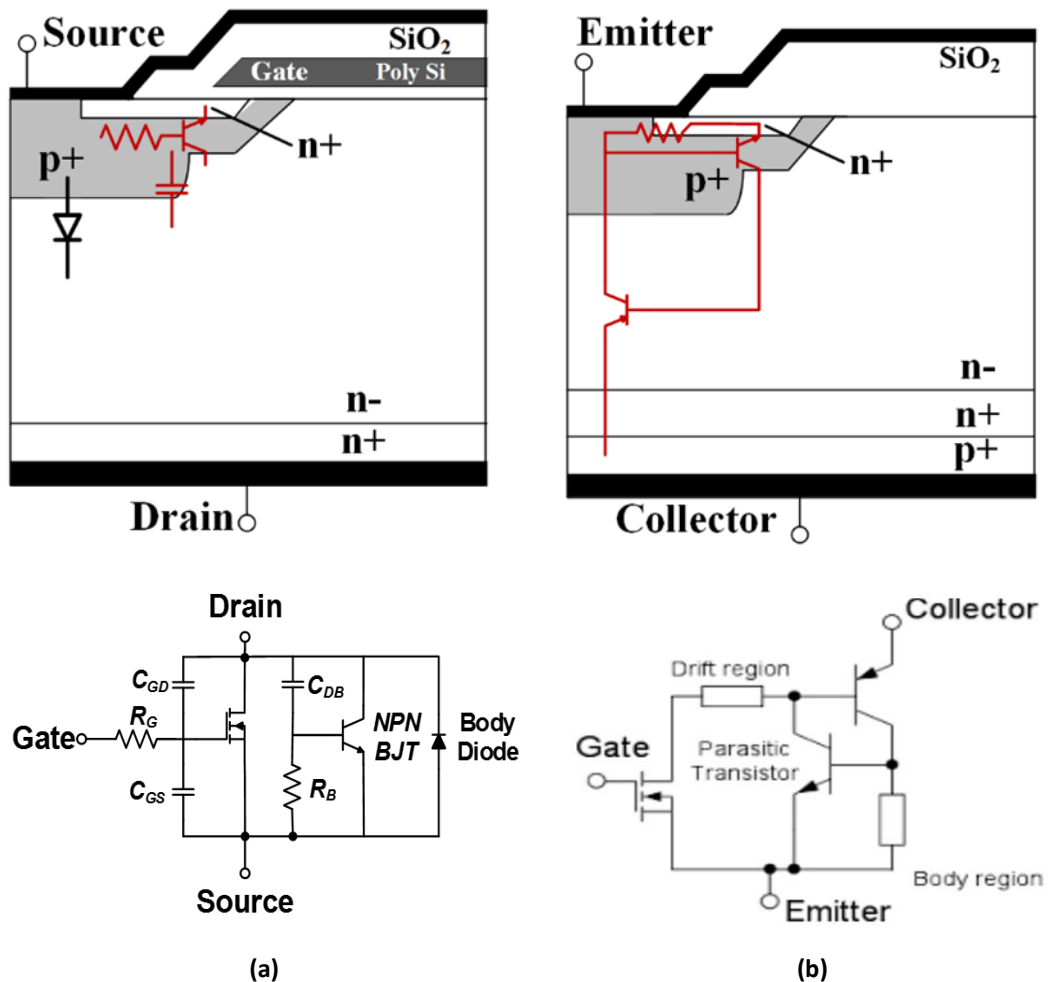 Source
SiO2
Gate
Poly Si
n+
p+
n-
n+
Drain
Emitter
SiO2
n+
p+
n-
n+
p+
Collector
Drain
CGD
CDB
RG
Gate
NPN
BJT
Body
Diode
CGS
RB
Source
(a)
Collector
Drift region
Gate
Parasitic
Transistor
Body region
Emitter
(b)